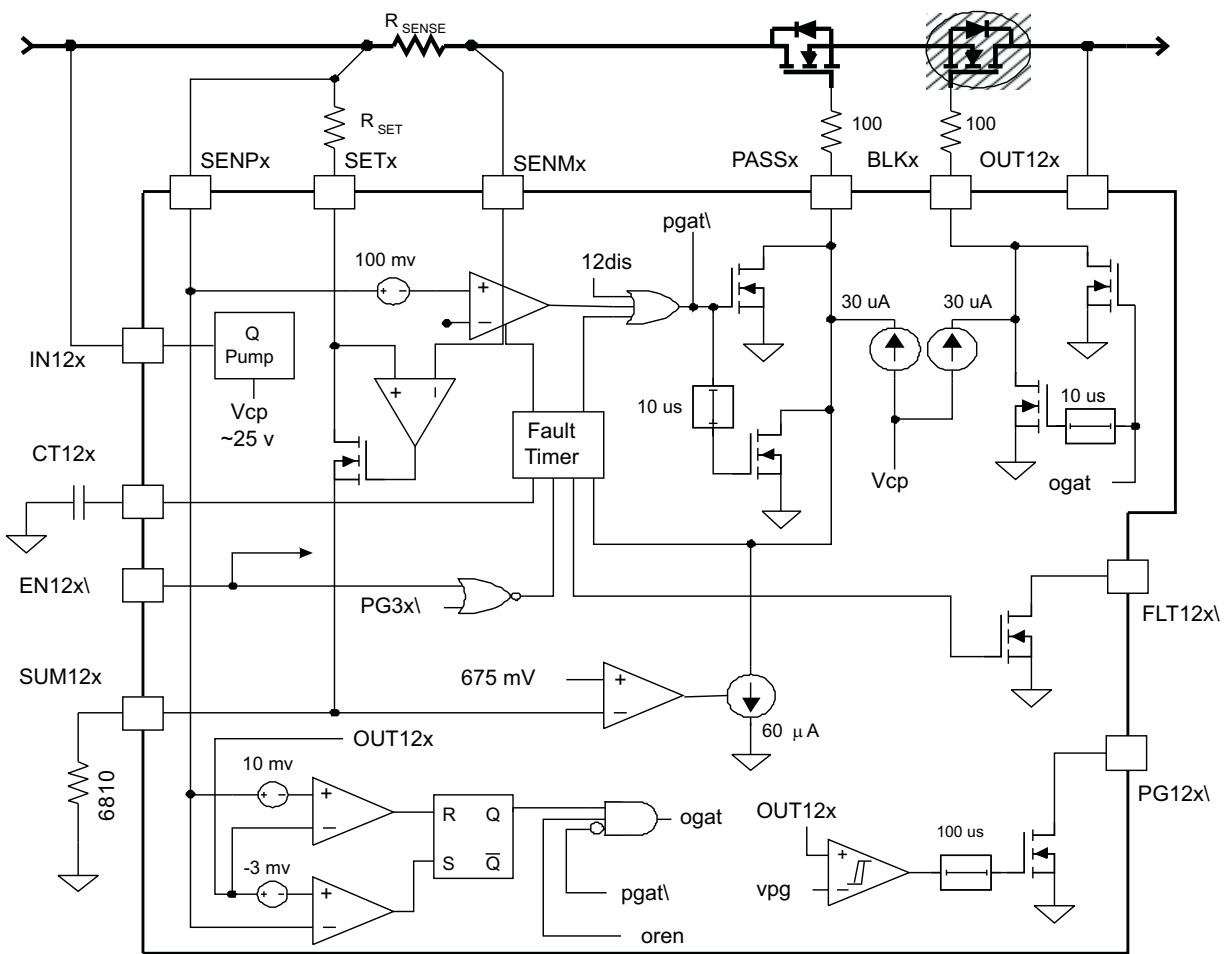 R SENSE
R SET
100
100
SENPx
SETx
SENMx
PASSx
BLKx
OUT12x
pgat\
12dis
100 mv
+ -
+
−
30 uA
30 uA
Q
Pump
IN12x
Vcp
~25 v
+ −
10 us
10 us
Fault
Timer
CT12x
Vcp
ogat
EN12x\
PG3x\
FLT12x\
SUM12x
675 mV
+
−
60 μA
OUT12x
10 mv
+ -
+
−
6810
R Q
S Q
ogat
-3 mv
+ -
+
−
pgat\
oren
OUT12x
100 us
+
−
vpg
PG12x\